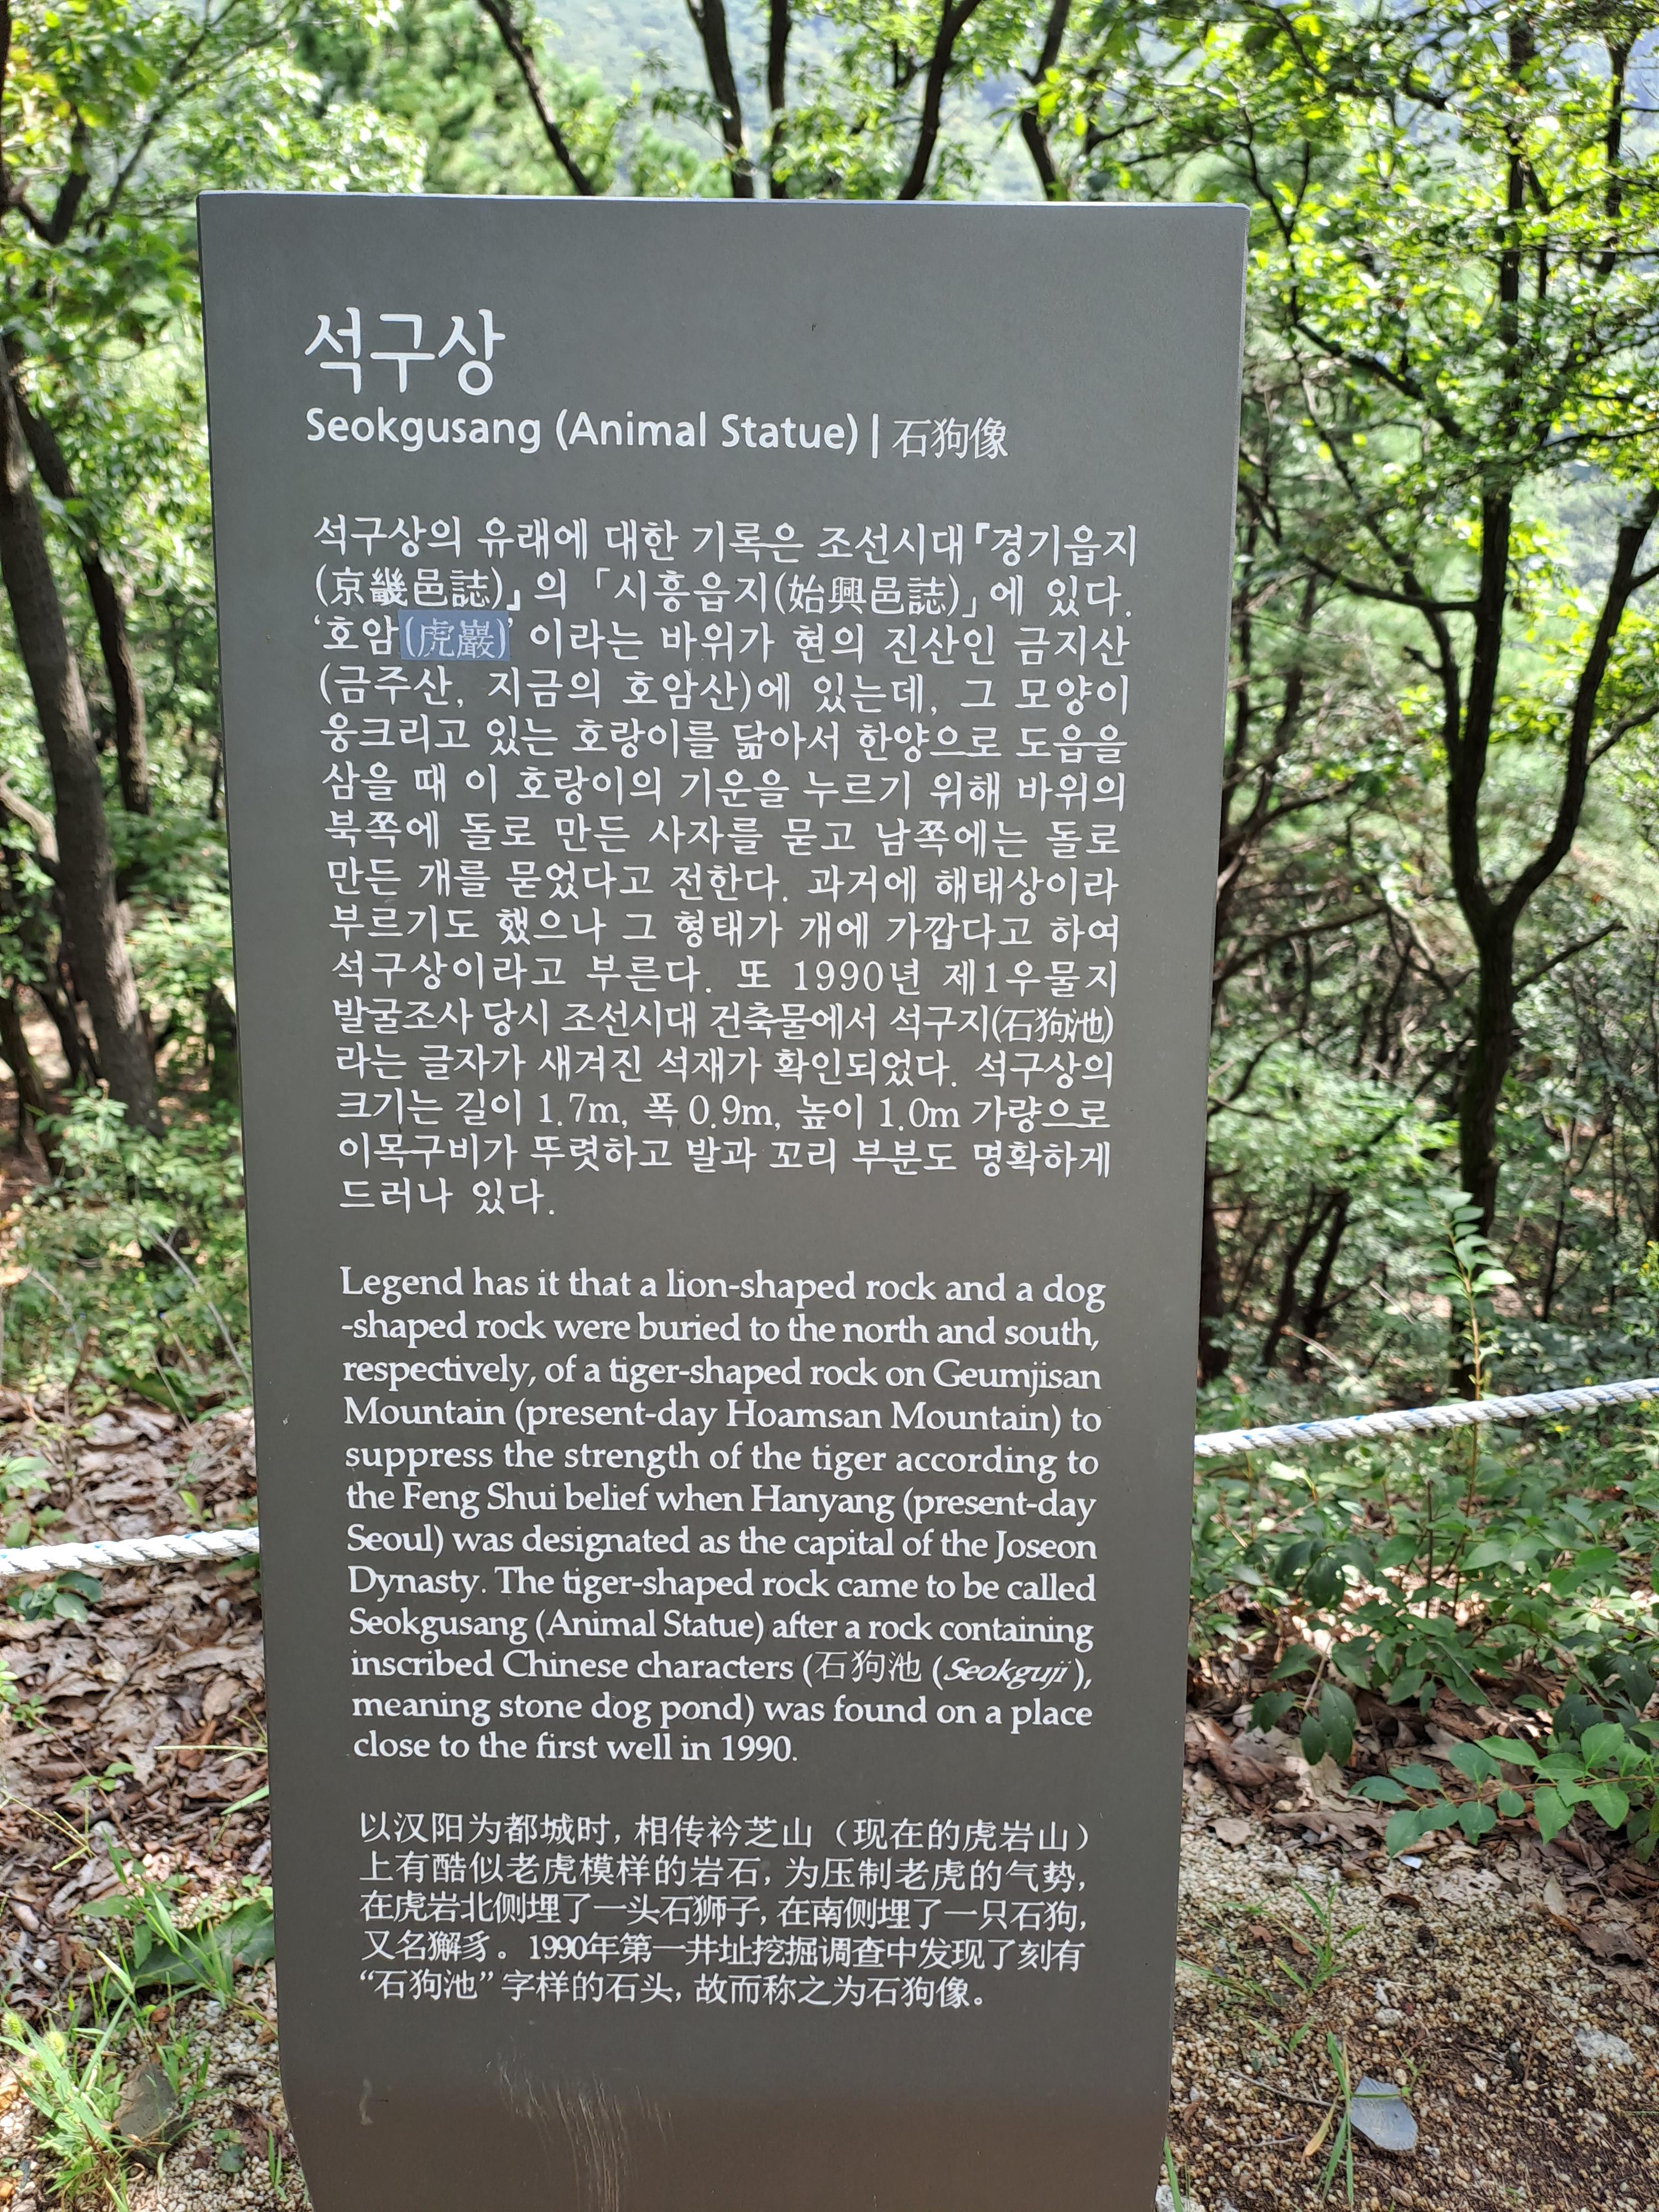 석구상
Seokgusang (Animal Statue) | 石狗像
석구상의 유래에 대한 기록은 조선시대『경기읍지
(京畿邑誌)』의 「시흥읍지(始興邑誌)」에 있다.
‘호암(虎巖)’ 이라는 바위가 현의 진산인 금지산
(금주산, 지금의 호암산)에 있는데, 그 모양이
웅크리고 있는 호랑이를 닮아서 한양으로 도읍을
삼을 때 이 호랑이의 기운을 누르기 위해 바위의
북쪽에 돌로 만든 사자를 묻고 남쪽에는 돌로
만든 개를 묻었다고 전한다. 과거에 해태상이라
부르기도 했으나 그 형태가 개에 가깝다고 하여
석구상이라고 부른다. 또 1990년 제1우물지
발굴조사 당시 조선시대 건축물에서 석구지(石狗池)
라는 글자가 새겨진 석재가 확인되었다. 석구상의
크기는 길이 1.7m, 폭 0.9m, 높이 1.0m 가량으로
이목구비가 뚜렷하고 발과 꼬리 부분도 명확하게
드러나 있다.
Legend has it that a lion-shaped rock and a dog
-shaped rock were buried to the north and south,
respectively, of a tiger-shaped rock on Geumjisan
Mountain (present-day Hoamsan Mountain) to
suppress the strength of the tiger according to
the Feng Shui belief when Hanyang (present-day
Seoul) was designated as the capital of the Joseon
Dynasty. The tiger-shaped rock came to be called
Seokgusang (Animal Statue) after a rock containing
inscribed Chinese characters (石狗池 (Seokguji),
meaning stone dog pond) was found on a place
close to the first well in 1990.
以汉阳为都城时, 相传衿芝山（现在的虎岩山）
上有酷似老虎模样的岩石, 为压制老虎的气势,
在虎岩北侧埋了一头石狮子, 在南侧埋了一只石狗,
又名獬豸。1990年第一井址挖掘调查中发现了刻有
“石狗池” 字样的石头, 故而称之为石狗像。